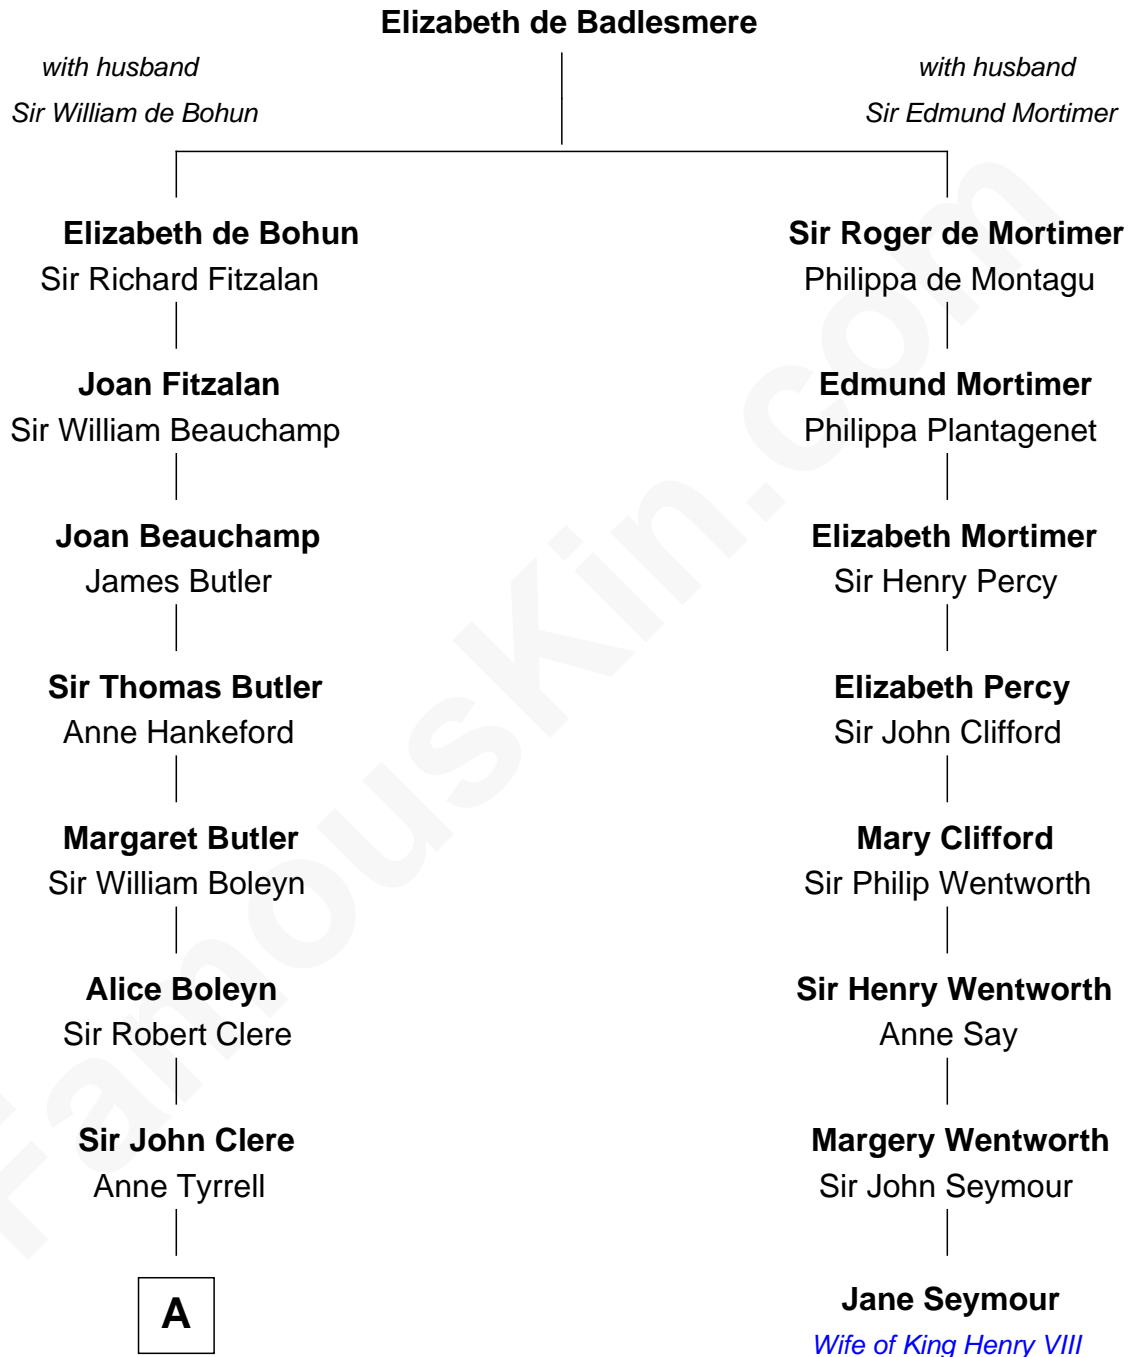 Elizabeth de Badlesmere
with husband
Sir William de Bohun
with husband
Sir Edmund Mortimer
Elizabeth de Bohun
Sir Richard Fitzalan
Joan Fitzalan
Sir William Beauchamp
Joan Beauchamp
James Butler
Sir Thomas Butler
Anne Hankeford
Margaret Butler
Sir William Boleyn
Alice Boleyn
Sir Robert Clere
Sir John Clere
Anne Tyrrell
A
Sir Roger de Mortimer
Philippa de Montagu
Edmund Mortimer
Philippa Plantagenet
Elizabeth Mortimer
Sir Henry Percy
Elizabeth Percy
Sir John Clifford
Mary Clifford
Sir Philip Wentworth
Sir Henry Wentworth
Anne Say
Margery Wentworth
Sir John Seymour
Jane Seymour
Wife of King Henry VIII
FamousKin.com